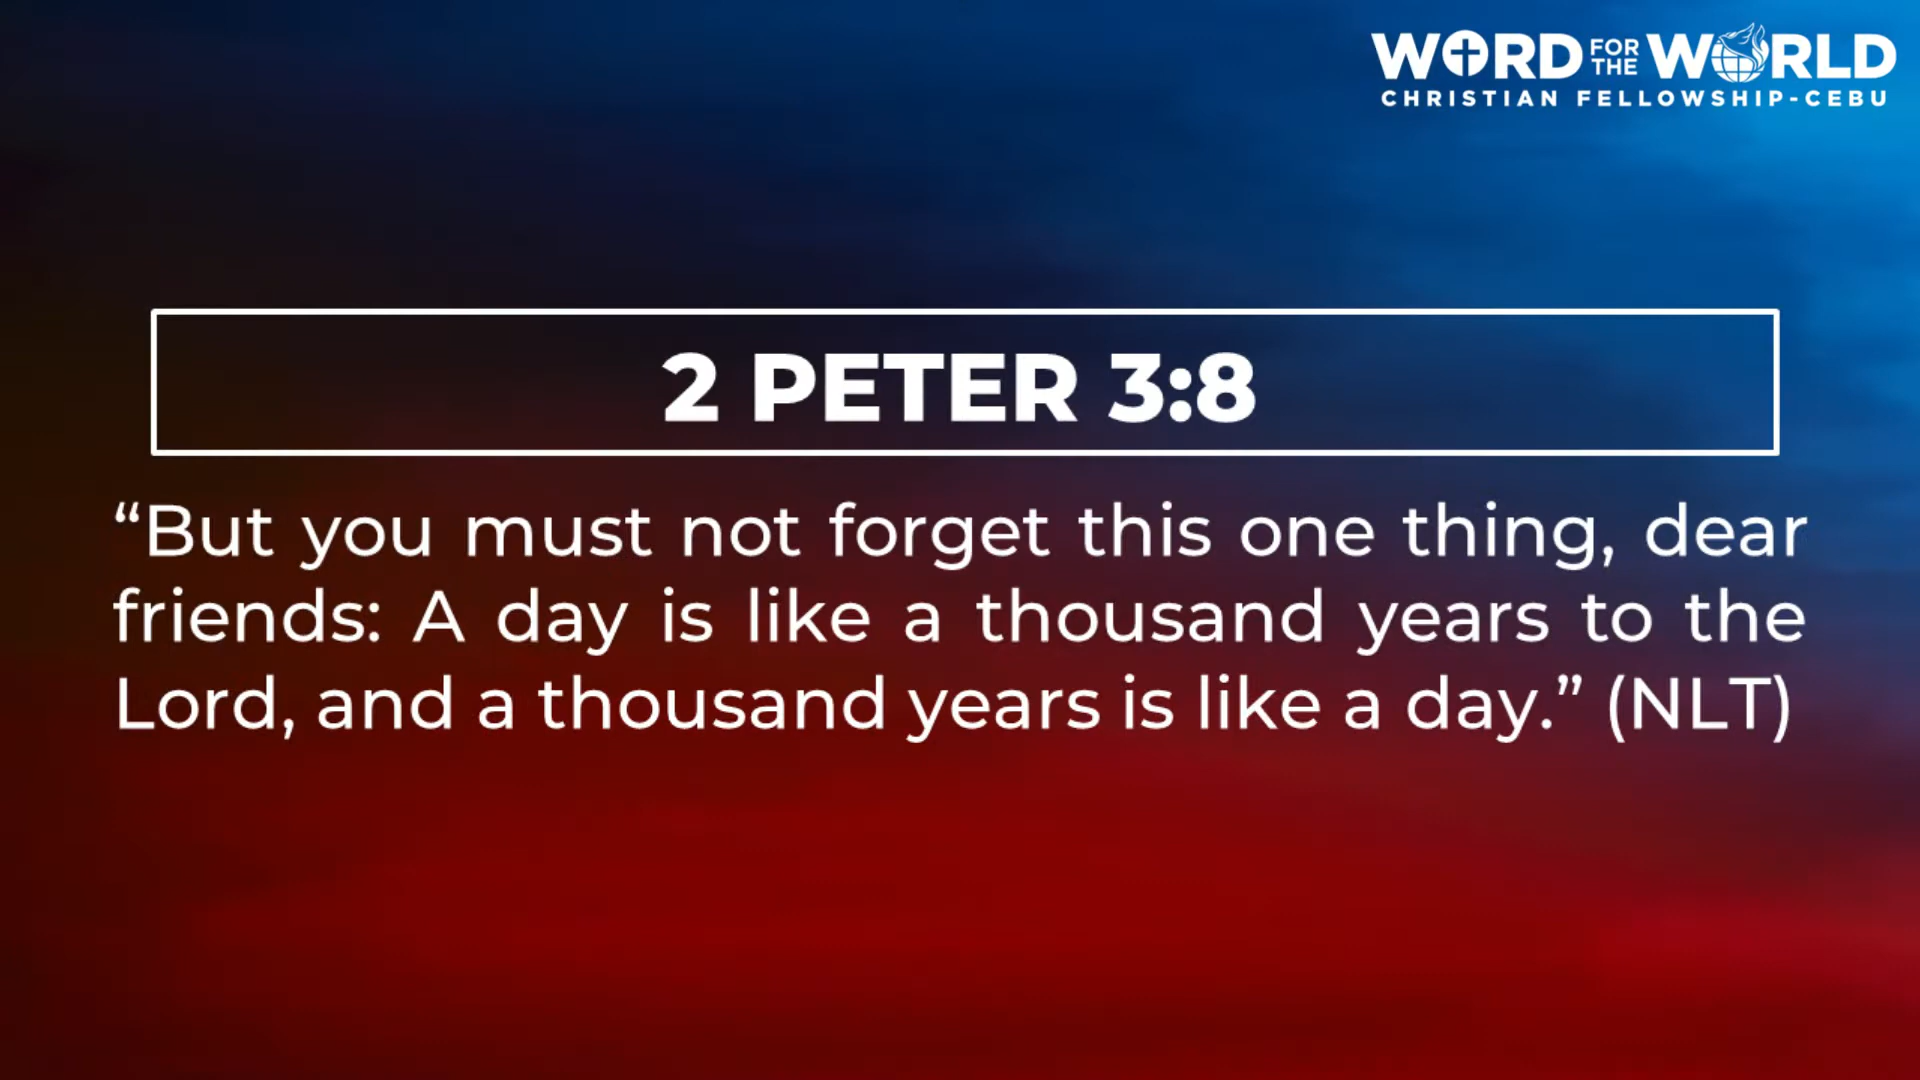 WORD FOR THE WORLD
CHRISTIAN FELLOWSHIP-CEBU
2 PETER 3:8
“But you must not forget this one thing, dear
friends: A day is like a thousand years to the
Lord, and a thousand years is like a day.” (NLT)